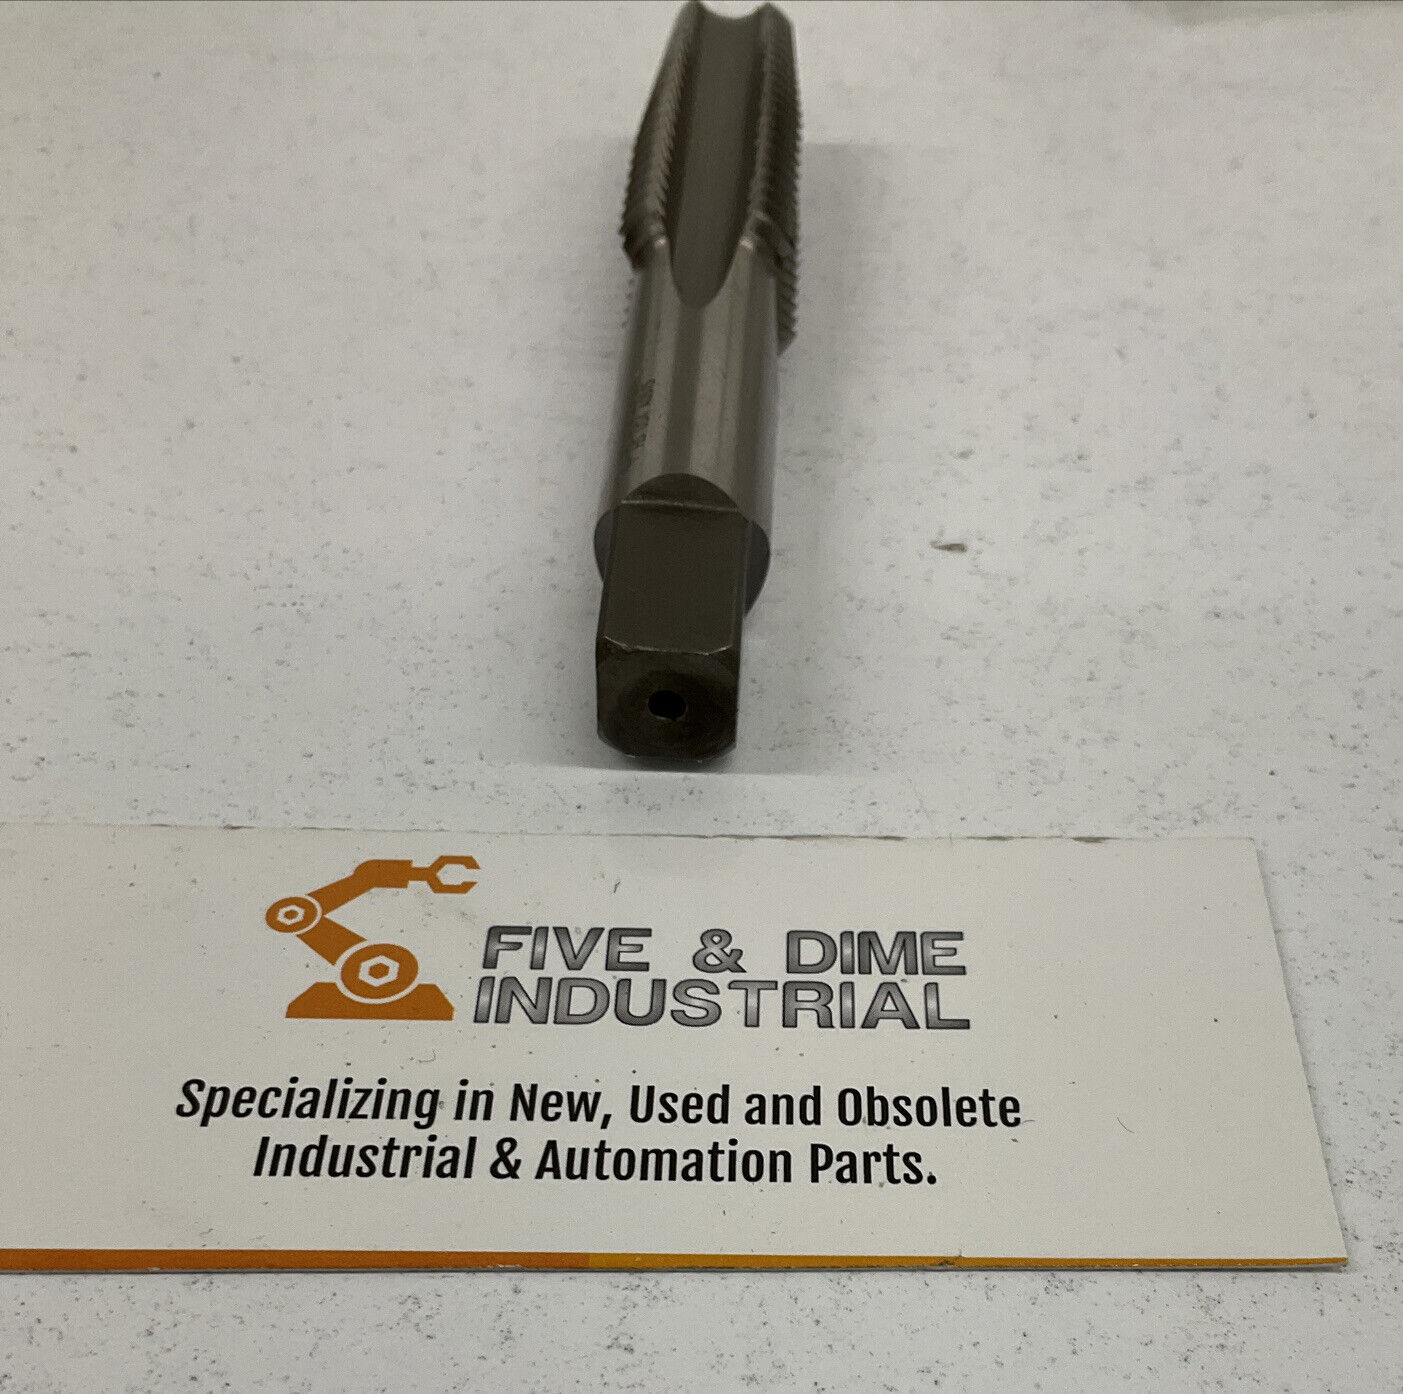 FIVE & DIME
INDUSTRIAL
Specializing in New, Used and Obsolete
Industrial & Automation Parts.